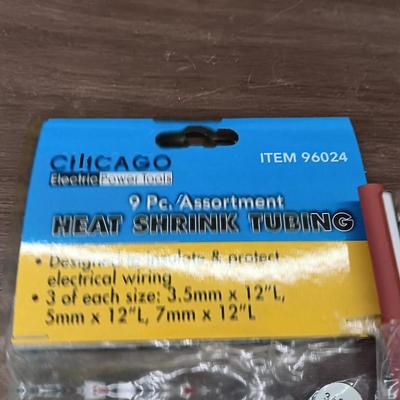 CHICAGO
Electric Power Tools
ITEM 96024
9 Pc. Assortment
HEAT SHRINK TUBING
• Designed to insulate & protect
electrical wiring
• 3 of each size: 3.5mm x 12"L,
5mm x 12"L, 7mm x 12"L